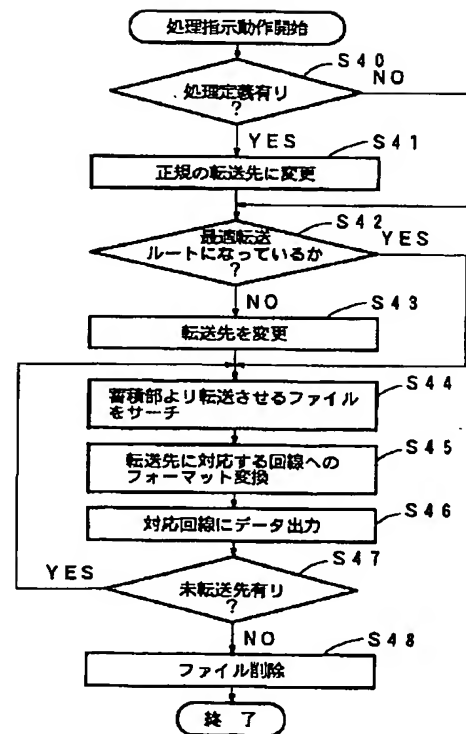 処理指示動作開始
S40
処理定義有り
?
NO
YES
S41
正規の転送先に変更
S42
最適転送
ルートになっているか
?
YES
NO
S43
転送先を変更
S44
蓄積部より転送させるファイル
をサーチ
S45
転送先に対応する回線への
フォーマット変換
S46
対応回線にデータ出力
S47
YES
未転送先有り
?
NO
S48
ファイル削除
終 了